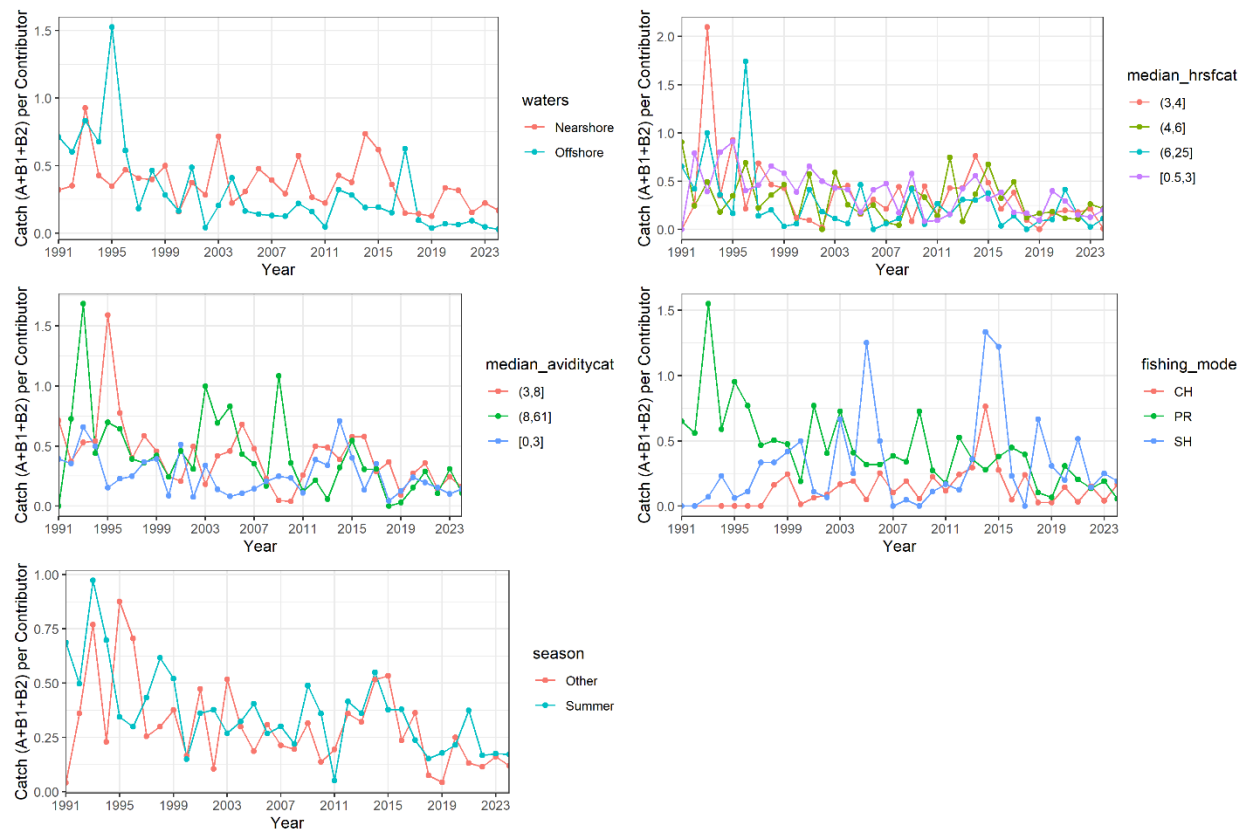 Catch (A+B1+B2) per Contributor
1.5
1.0
0.5
0.0
1991 1995 1999 2003 2007 2011 2015 2019 2023
Year
waters
Nearshore
Offshore
Catch (A+B1+B2) per Contributor
2.0
1.5
1.0
0.5
0.0
1991 1995 1999 2003 2007 2011 2015 2019 2023
Year
median_hrsfcat
(3,4]
(4,6]
(6,25]
[0.5,3]
Catch (A+B1+B2) per Contributor
1.5
1.0
0.5
0.0
1991 1995 1999 2003 2007 2011 2015 2019 2023
Year
median_aviditycat
(3,8]
(8,61]
[0,3]
Catch (A+B1+B2) per Contributor
1.5
1.0
0.5
0.0
1991 1995 1999 2003 2007 2011 2015 2019 2023
Year
fishing_mode
CH
PR
SH
Catch (A+B1+B2) per Contributor
1.00
0.75
0.50
0.25
0.00
1991 1995 1999 2003 2007 2011 2015 2019 2023
Year
season
Other
Summer